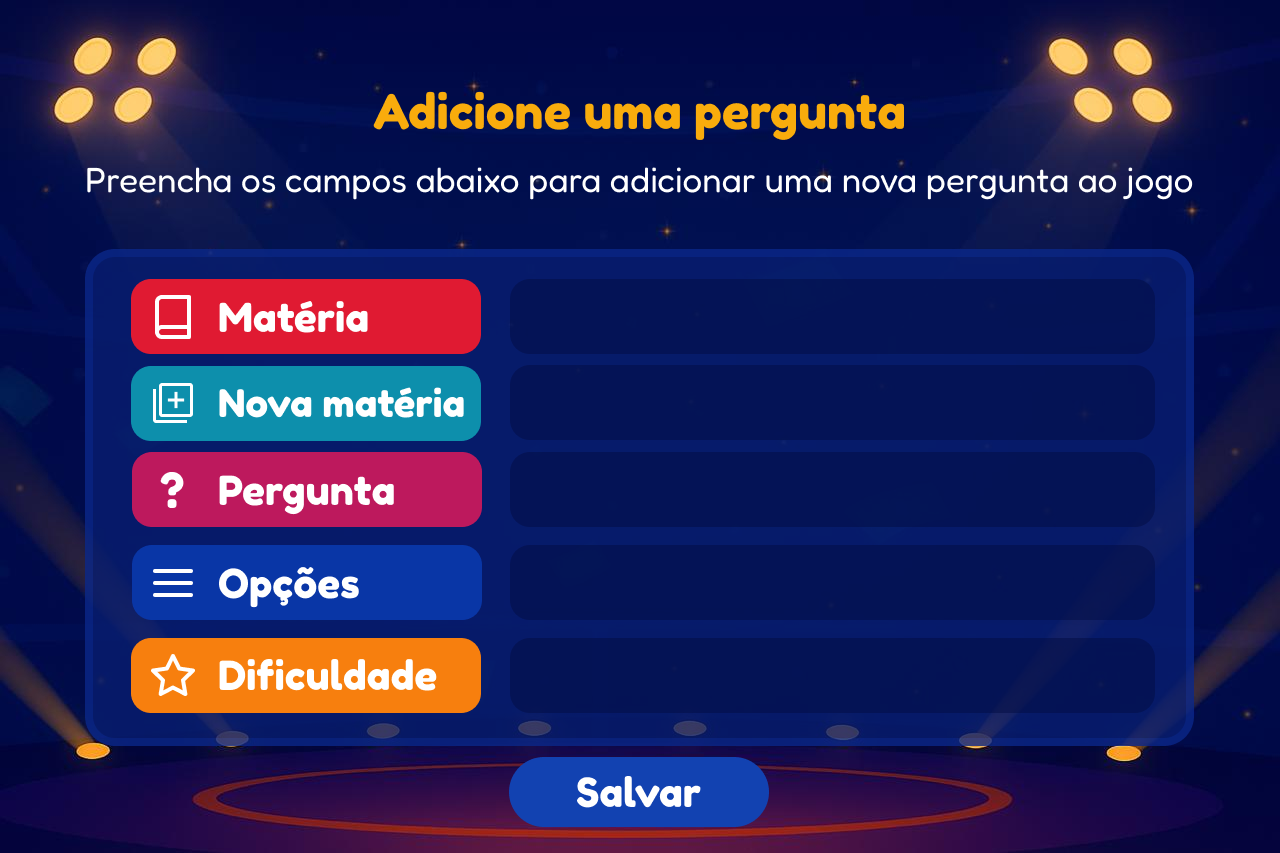 Adicione uma pergunta
Preencha os campos abaixo para adicionar uma nova pergunta ao jogo
Matéria
Nova matéria
Pergunta
Opções
Dificuldade
Salvar